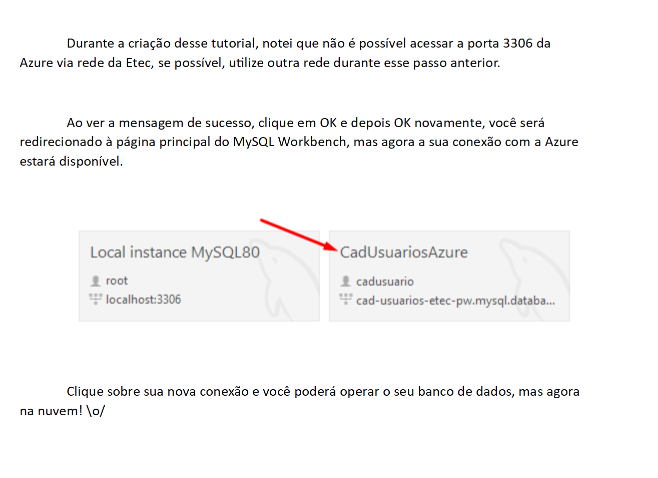 Durante a criação desse tutorial, notei que não é possível acessar a porta 3306 da
Azure via rede da Etec, se possível, utilize outra rede durante esse passo anterior.
Ao ver a mensagem de sucesso, clique em OK e depois OK novamente, você será
redirecionado à página principal do MySQL Workbench, mas agora a sua conexão com a Azure
estará disponível.
Local instance MySQL80
root
localhost:3306
CadUsuariosAzure
cadusuario
cad-usuarios-etec-pw.mysql.databa...
Clique sobre sua nova conexão e você poderá operar o seu banco de dados, mas agora
na nuvem! \o/